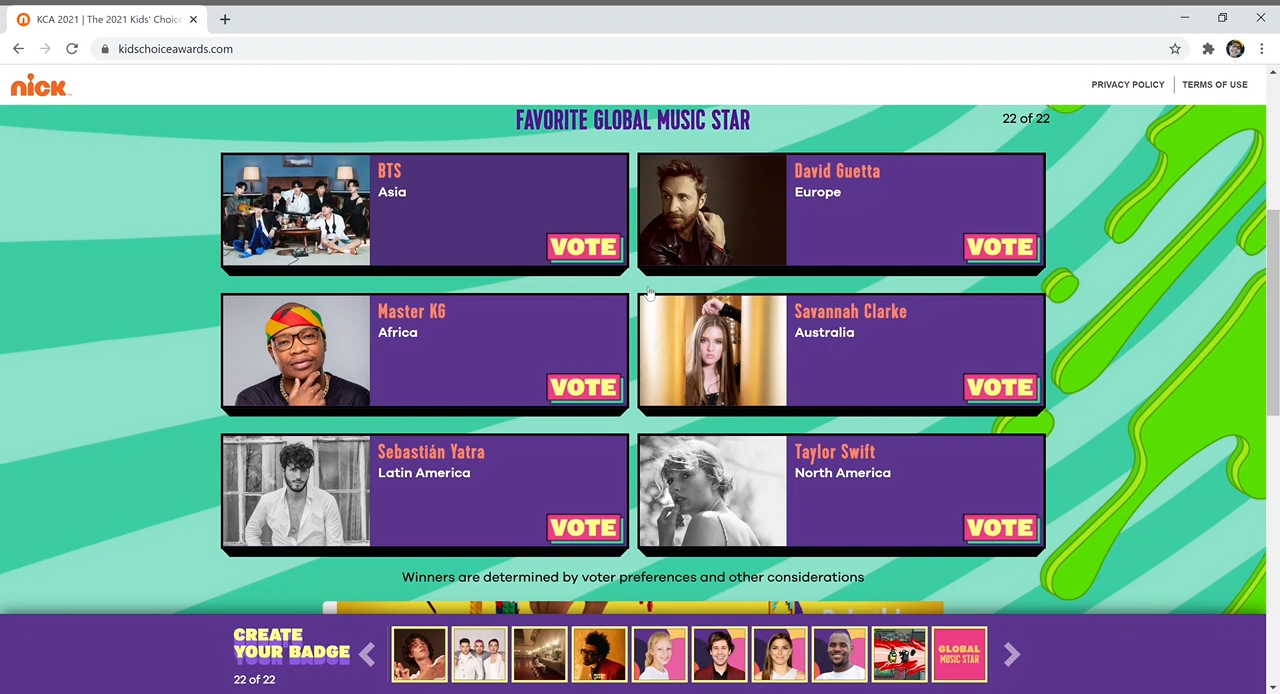 KCA 2021 | The 2021 Kids' Choice
kidschoiceawards.com
nick
PRIVACY POLICY
TERMS OF USE
FAVORITE GLOBAL MUSIC STAR
22 of 22
BTS
Asia
VOTE
David Guetta
Europe
VOTE
Master KG
Africa
VOTE
Savannah Clarke
Australia
VOTE
Sebastián Yatra
Latin America
VOTE
Taylor Swift
North America
VOTE
Winners are determined by voter preferences and other considerations
CREATE
YOUR BADGE
22 of 22
GLOBAL
MUSIC STAR